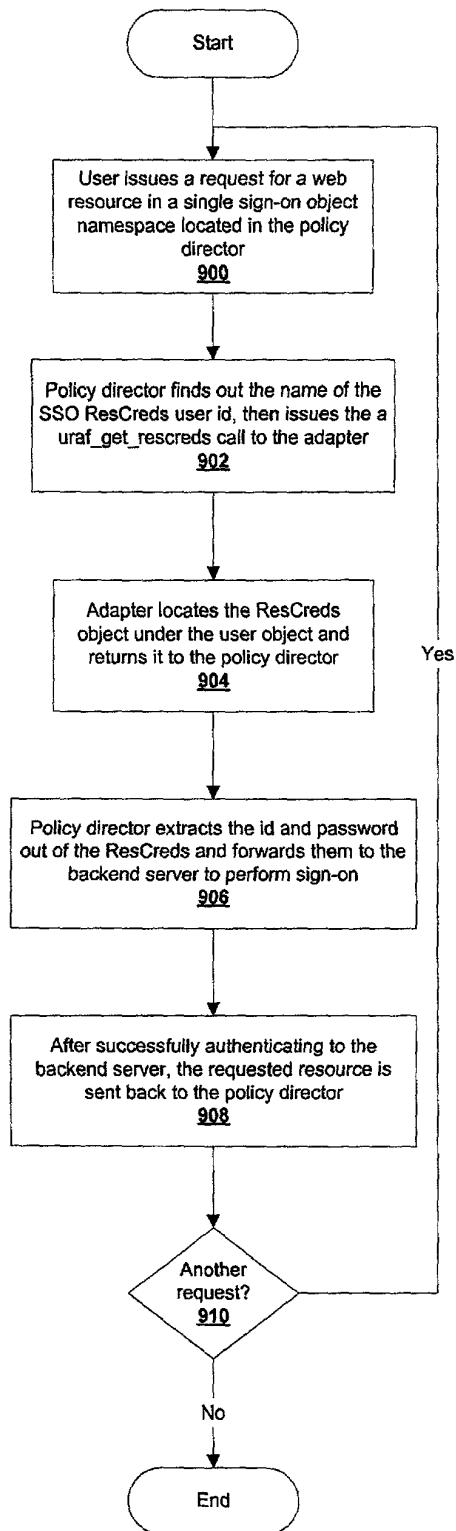 Start
User issues a request for a web
resource in a single sign-on object
namespace located in the policy
director
900
Policy director finds out the name of the
SSO ResCreds user id, then issues the a
uraf_get_rescreds call to the adapter
902
Adapter locates the ResCreds
object under the user object and
returns it to the policy director
904
Yes
Policy director extracts the id and password
out of the ResCreds and forwards them to the
backend server to perform sign-on
906
After successfully authenticating to the
backend server, the requested resource is
sent back to the policy director
908
Another
request?
910
No
End